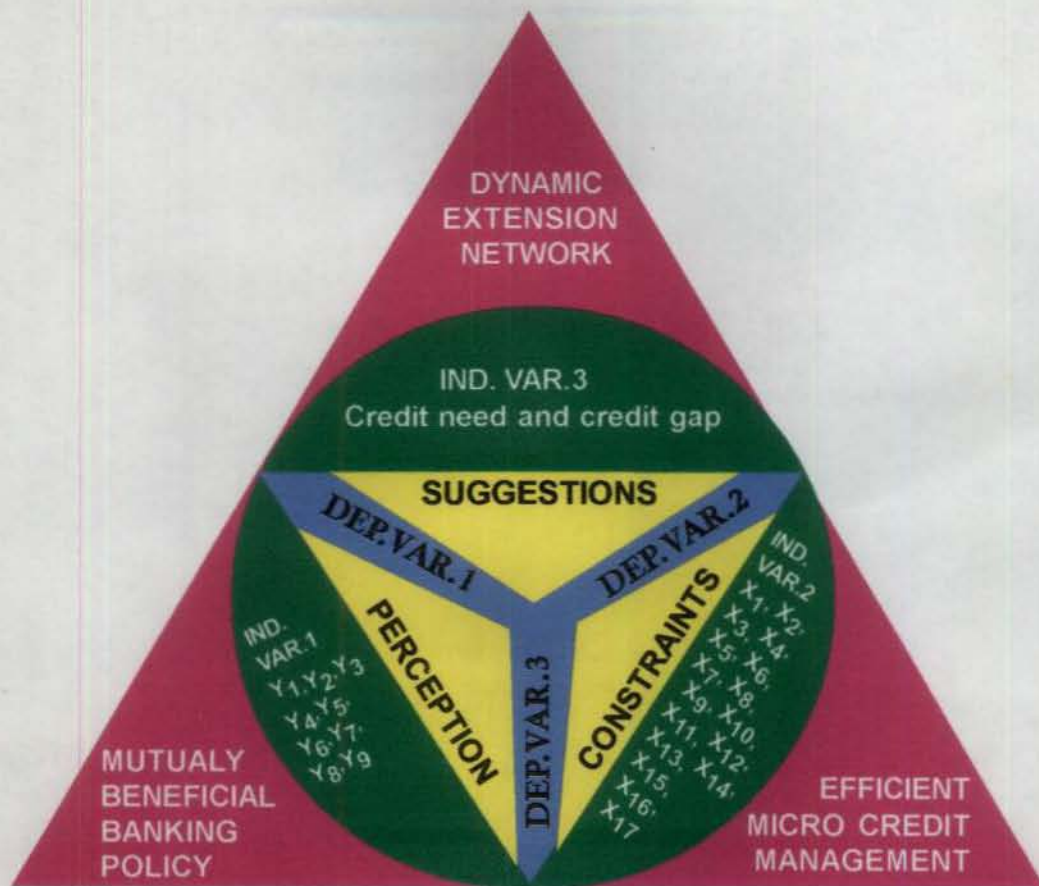 DYNAMIC
EXTENSION
NETWORK
IND. VAR.3
Credit need and credit gap
SUGGESTIONS
DEP.VAR.1
DEP.VAR.2
DEP.VAR.3
PERCEPTION
CONSTRAINTS
IND.
VAR.1
Y1,Y2,Y3
Y4,Y5,
Y6,Y7,
Y8,Y9
IND.
VAR.2
X1, X2,
X3, X4,
X5, X6,
X7, X8,
X9, X10,
X11, X12,
X13, X14,
X15,
X16,
X17
MUTUALY
BENEFICIAL
BANKING
POLICY
EFFICIENT
MICRO CREDIT
MANAGEMENT